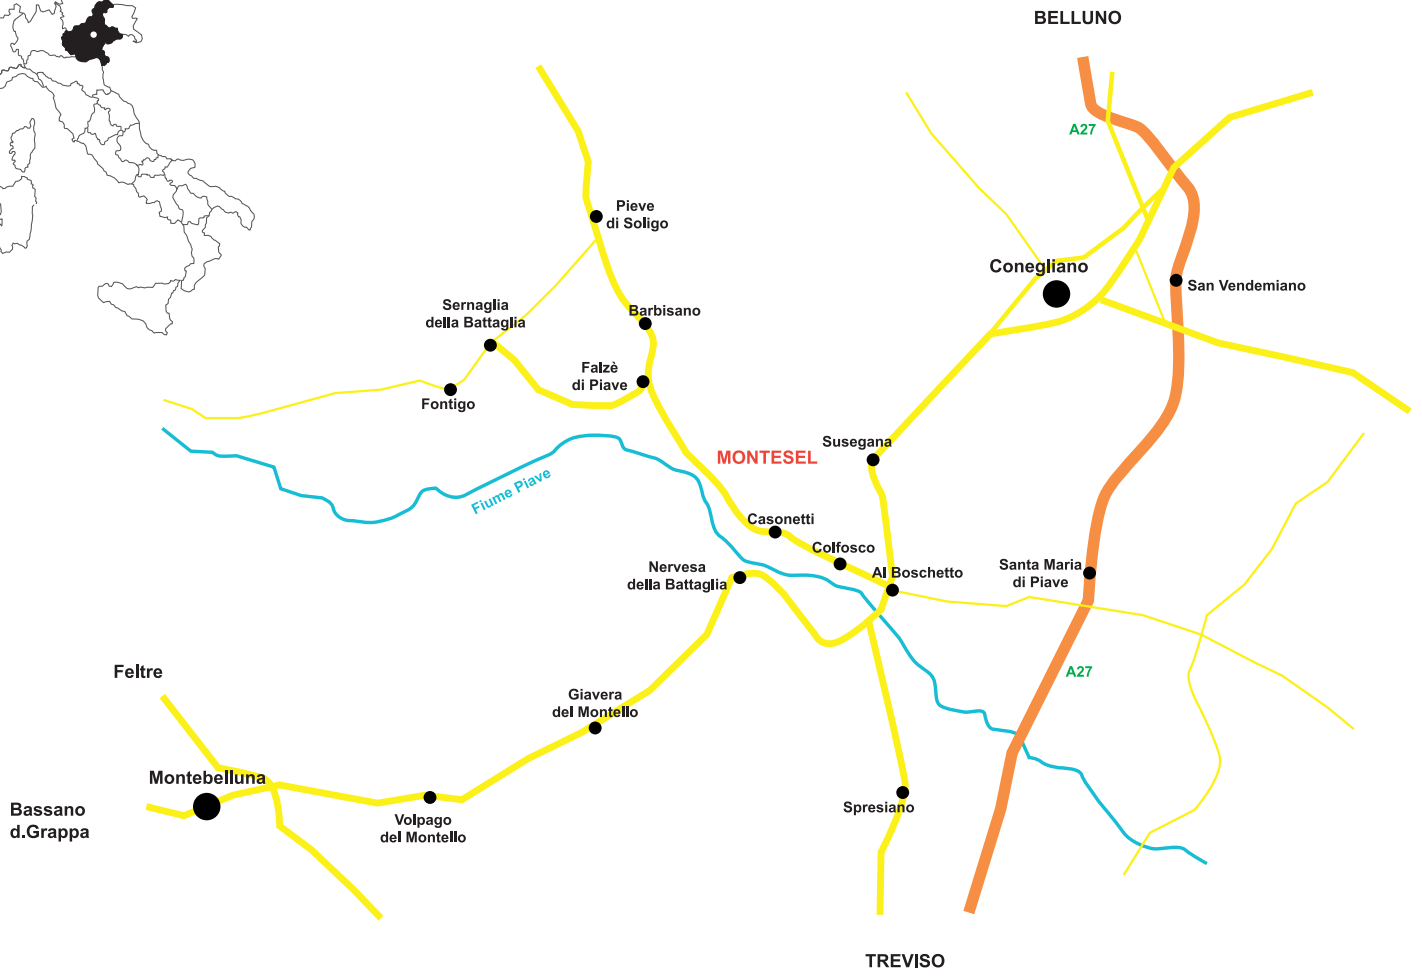 BELLUNO
A27
Pieve
di Soligo
Conegliano
San Vendemiano
Sernaglia
della Battaglia
Barbisano
Falzè
di Piave
Fontigo
Susegana
MONTESEL
Fiume Piave
Casonetti
Colfosco
Al Boschetto
Nervesa
della Battaglia
Santa Maria
di Piave
Feltre
A27
Giavera
del Montello
Montebelluna
Bassano
d.Grappa
Volpago
del Montello
Spresiano
TREVISO